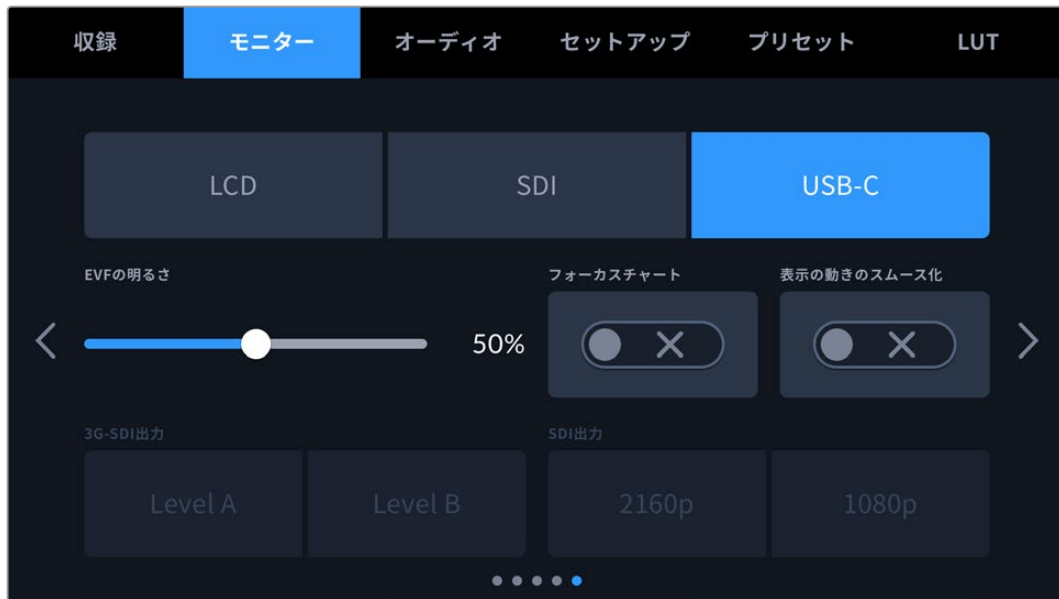 収録 モニター オーディオ セットアップ プリセット LUT
LCD SDI USB-C
EVFの明るさ フォーカスチャート 表示の動きのスムース化
50%
3G-SDI出力 SDI出力
Level A Level B 2160p 1080p